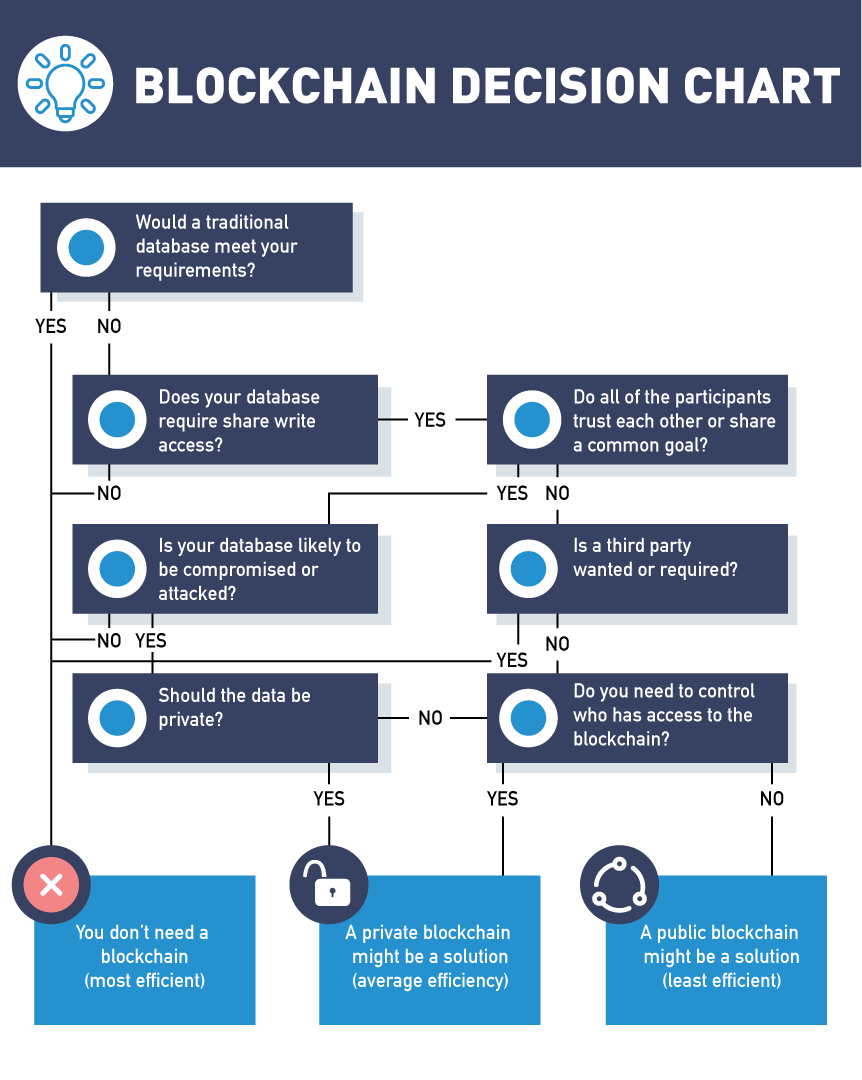 BLOCKCHAIN DECISION CHART
Would a traditional
database meet your
requirements?
YES
NO
Does your database
require share write
access?
YES
Do all of the participants
trust each other or share
a common goal?
NO
YES
NO
Is your database likely to
be compromised or
attacked?
Is a third party
wanted or required?
NO
YES
YES
NO
Should the data be
private?
NO
Do you need to control
who has access to the
blockchain?
YES
YES
NO
You don't need a
blockchain
(most efficient)
A private blockchain
might be a solution
(average efficiency)
A public blockchain
might be a solution
(least efficient)